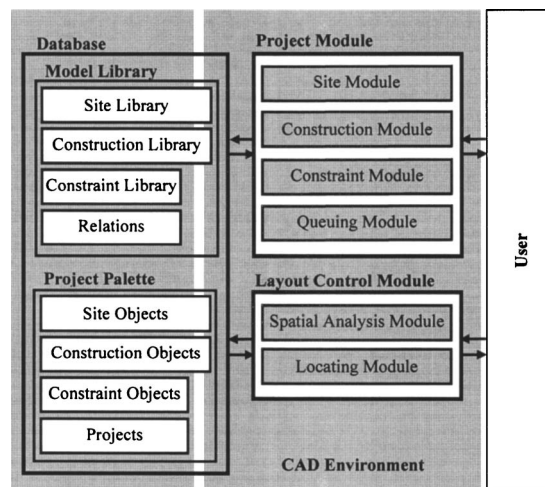 Database
Model Library
Site Library
Construction Library
Constraint Library
Relations
Project Palette
Site Objects
Construction Objects
Constraint Objects
Projects
Project Module
Site Module
Construction Module
Constraint Module
Queuing Module
Layout Control Module
Spatial Analysis Module
Locating Module
CAD Environment
User